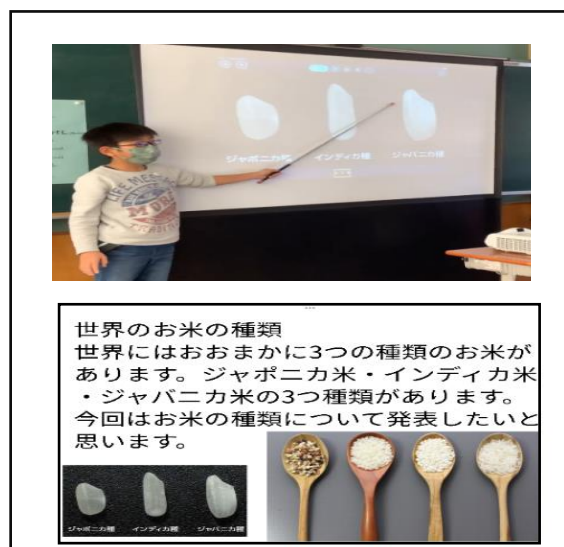 ジャポニカ種
インディカ種
ジャバニカ種
LIFE MESSAGE
世界のお米の種類
世界にはおおまかに3つの種類のお米が
あります。ジャポニカ米・インディカ米
・ジャバニカ米の3つ種類があります。
今回はお米の種類について発表したいと
思います。
ジャポニカ種
インディカ種
ジャバニカ種